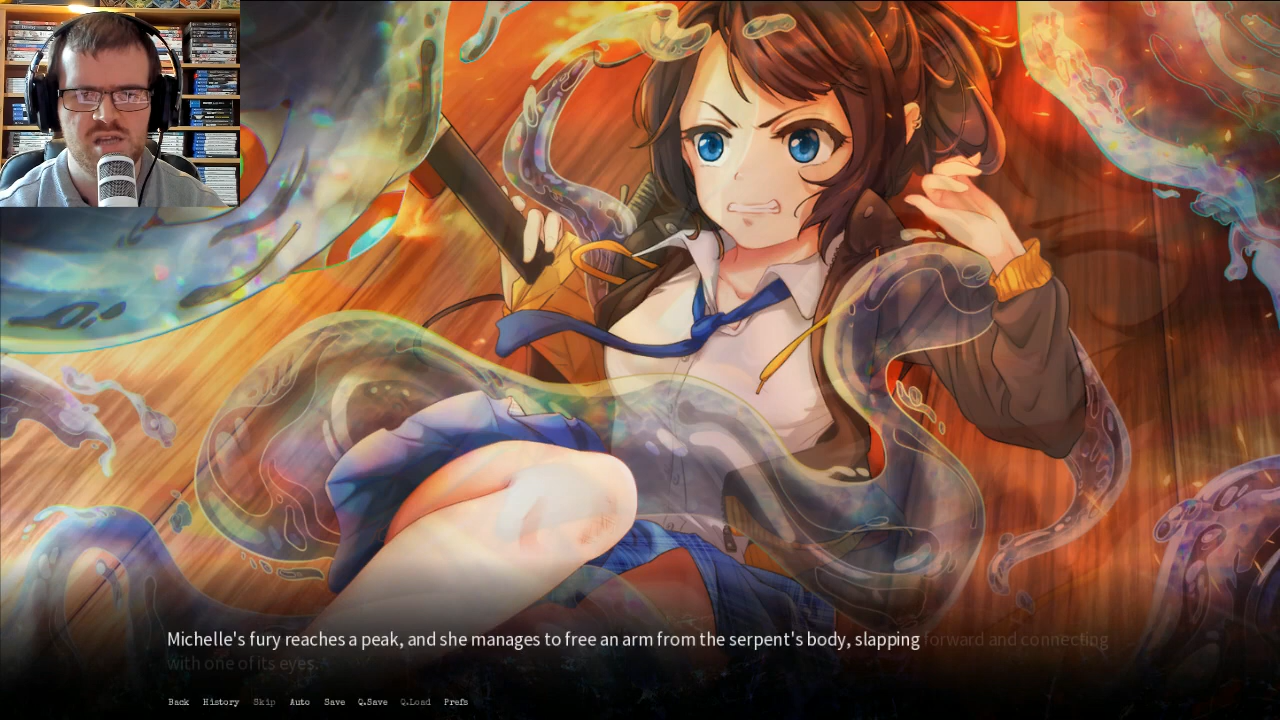 Michelle's fury reaches a peak, and she manages to free an arm from the serpent's body, slapping forward and connecting
with one of its eyes.
Back History Skip Auto Save Q.Save Q.Load Prefs